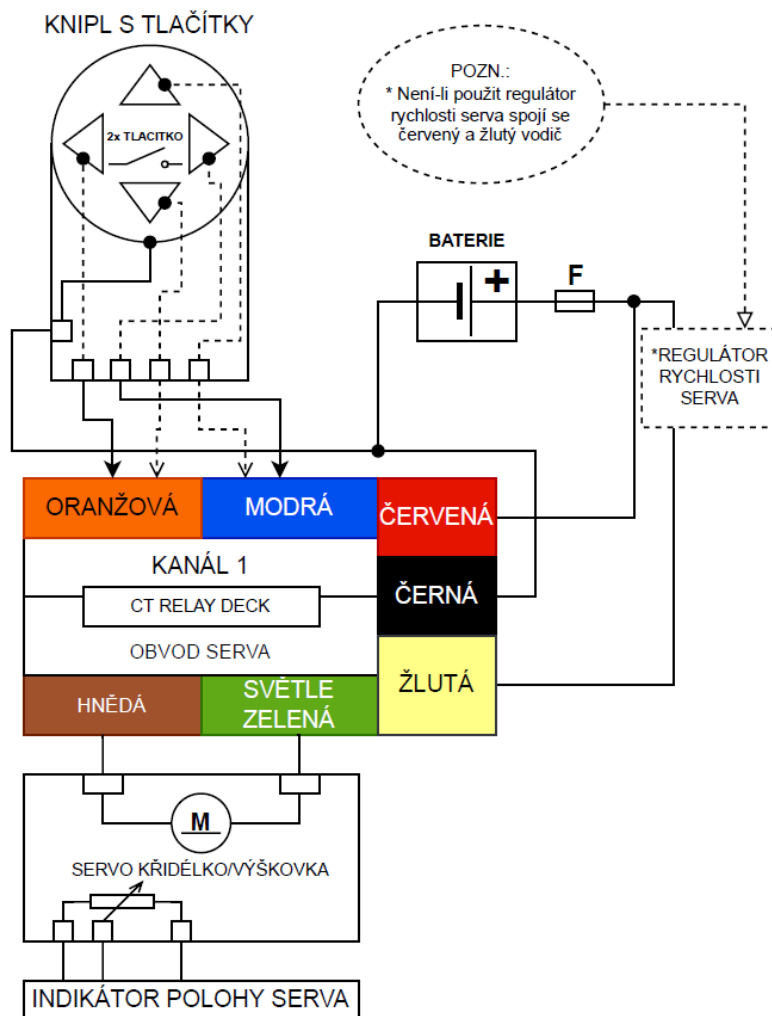 KNIPL S TLAČÍTKY
2x TLACITKO
POZN.:
* Není-li použit regulátor
rychlosti serva spojí se
červený a žlutý vodič
BATERIE
+
F
*REGULÁTOR
RYCHLOSTI
SERVA
ORANŽOVÁ
MODRÁ
ČERVENÁ
KANÁL 1
CT RELAY DECK
ČERNÁ
OBVOD SERVA
HNĚDÁ
SVĚTLE
ZELENÁ
ŽLUTÁ
M
SERVO KŘIDÉLKO/VÝŠKOVKA
INDIKÁTOR POLOHY SERVA